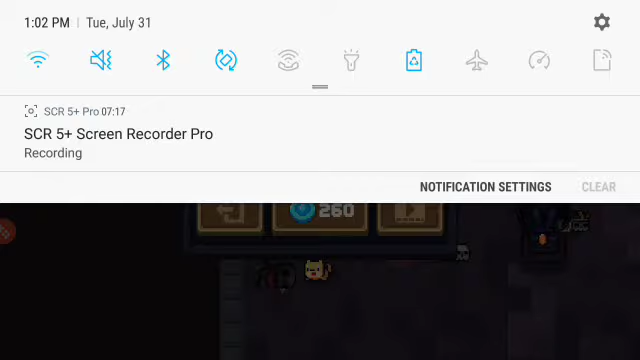 1:02 PM | Tue, July 31
SCR 5+ Pro 07:17
SCR 5+ Screen Recorder Pro
Recording
NOTIFICATION SETTINGS
CLEAR
260